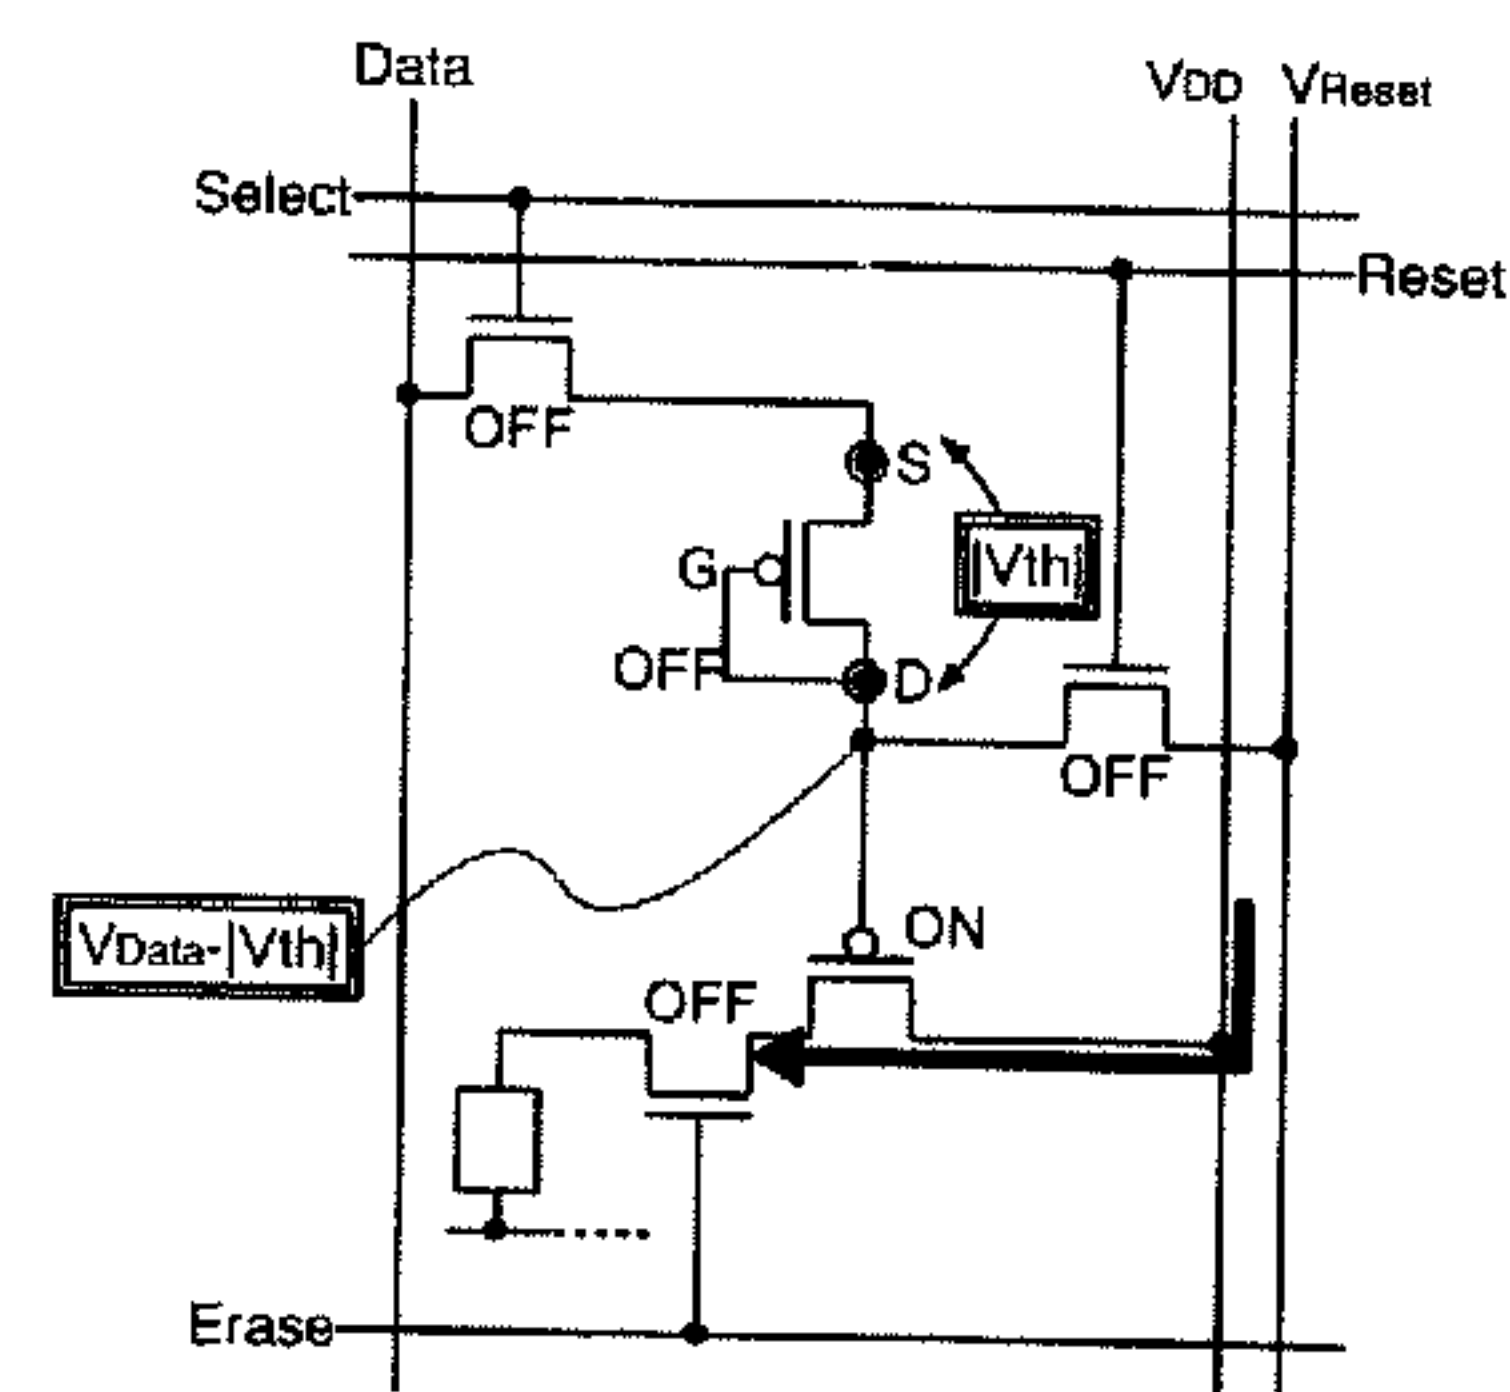 Data
VDD
VReset
Select
Reset
OFF
S
G
|Vth|
OFF
D
OFF
VData-|Vth|
ON
OFF
Erase